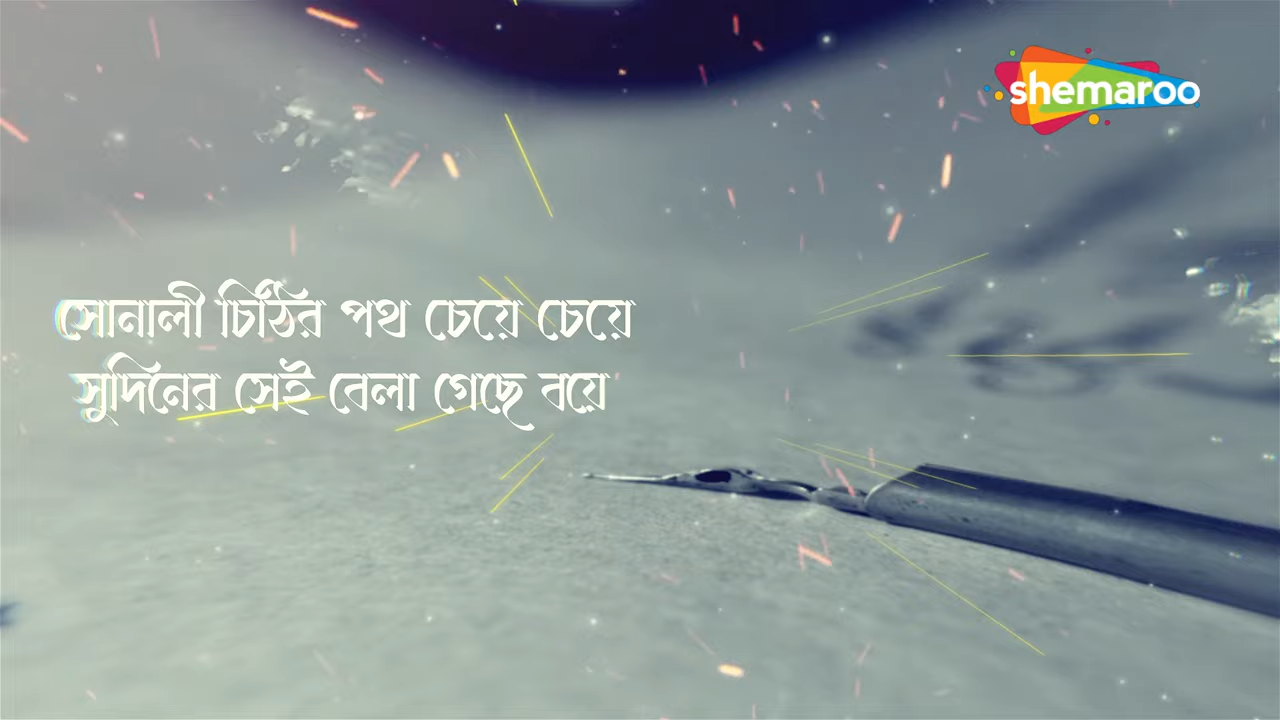 shemaroo
সোনালী চিঠির পথ চেয়ে চেয়ে
সুদিনের সেই বেলা গেছে বয়ে